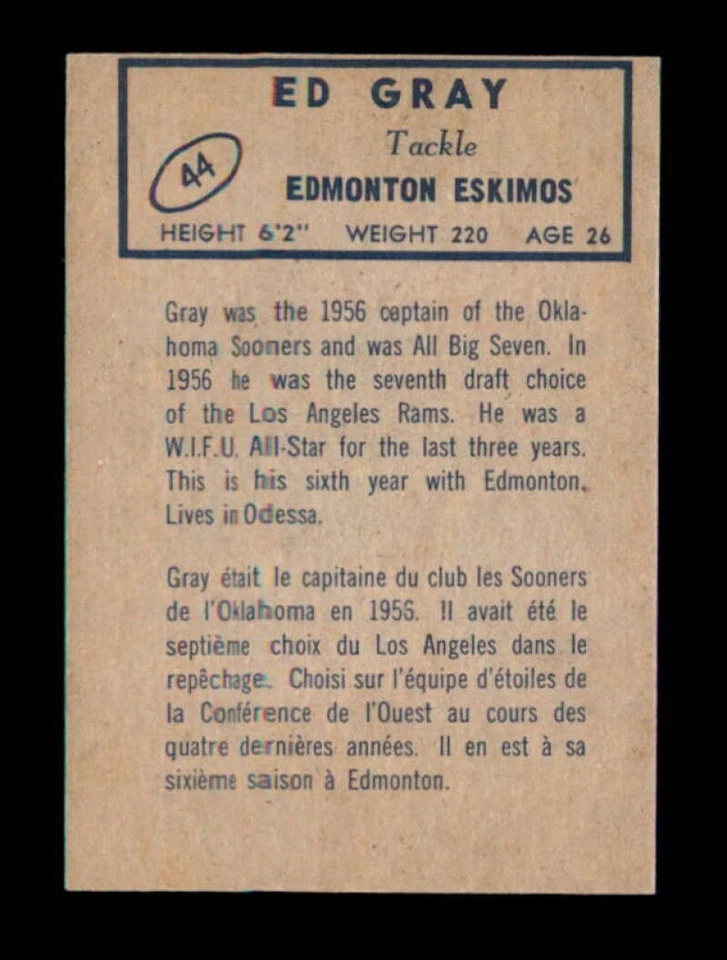 ED GRAY
Tackle
44
EDMONTON ESKIMOS
HEIGHT 6'2" WEIGHT 220 AGE 26
Gray was the 1956 captain of the Okla-
homa Sooners and was All Big Seven. In
1956 he was the seventh draft choice
of the Los Angeles Rams. He was a
W.I.F.U. All-Star for the last three years.
This is his sixth year with Edmonton.
Lives in Odessa.
Gray était le capitaine du club les Sooners
de l'Oklahoma en 1956. Il avait été le
septième choix du Los Angeles dans le
repêchage. Choisi sur l'équipe d'étoiles de
la Conférence de l'Ouest au cours des
quatre dernières années. Il en est à sa
sixième saison à Edmonton.